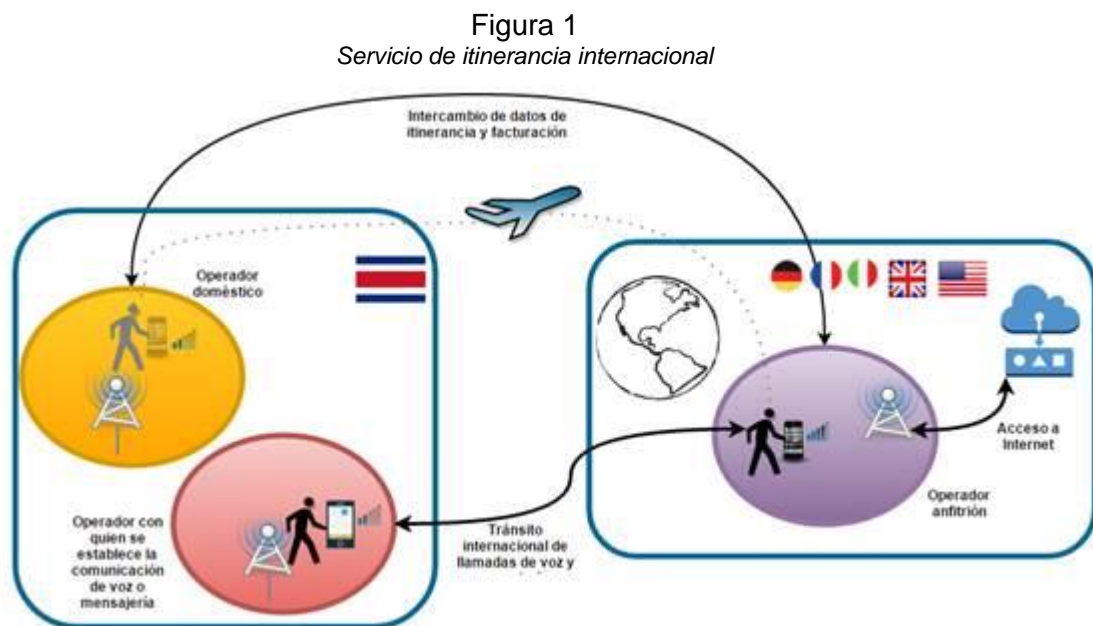 Figura 1
Servicio de itinerancia internacional
Intercambio de datos de
itinerancia y facturación
Operador
doméstico
Acceso a
Internet
Operador
anfitrión
Operador con
quien se
establece la
comunicación
de voz o
mensajería
Tránsito
internacional de
llamadas de voz y